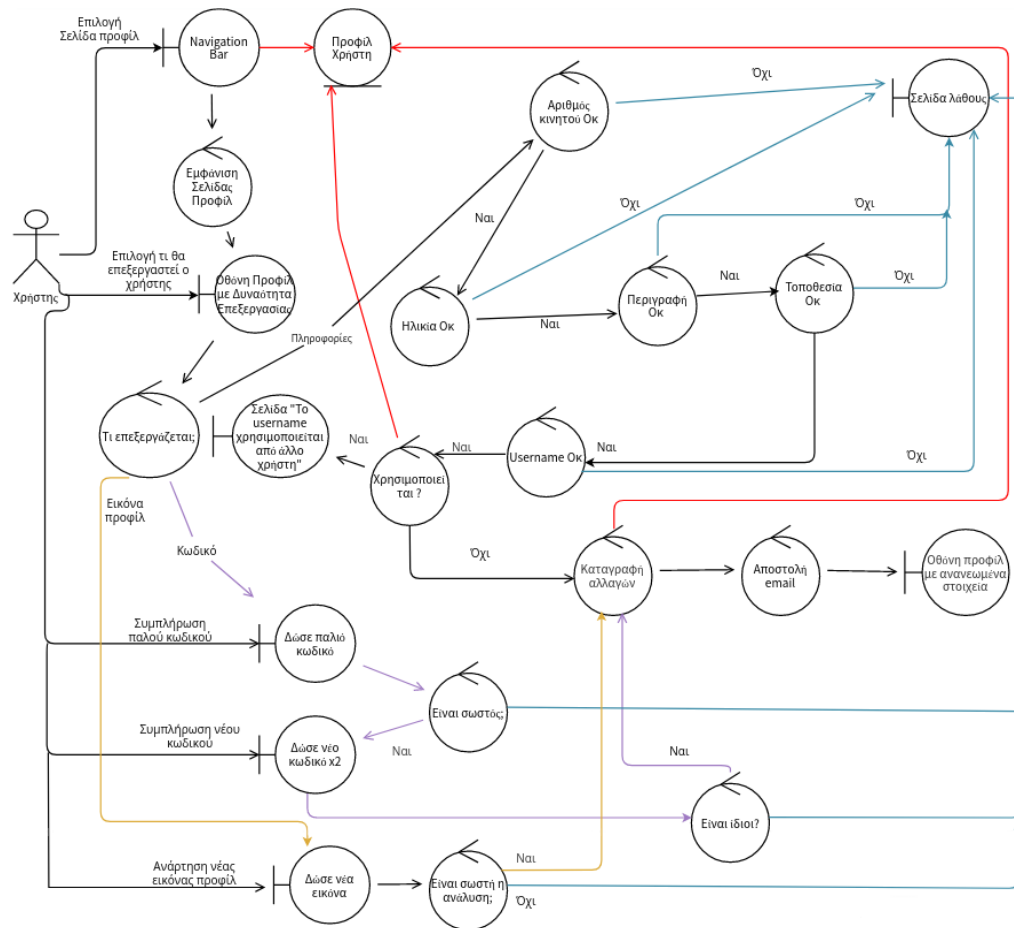 Επιλογή
Σελίδα προφίλ
Navigation
Bar
Προφίλ
Χρήστη
Όχι
Αριθμός
κινητού Οκ
Σελίδα λάθους
Εμφάνιση
Σελίδας
Προφίλ
Ναι
Όχι
Όχι
Χρήστης
Επιλογή τι θα
επεξεργαστεί ο
χρήστης
Οθόνη Προφίλ
με Δυναότητα
Επεξεργασίας
Πληροφορίες
Ηλικία Οκ
Ναι
Περιγραφή
Οκ
Ναι
Τοποθεσία
Οκ
Όχι
Τι επεξεργάζεται;
Σελίδα "Το
username
χρησιμοποιείται
από άλλο
χρήστη"
Ναι
Χρησιμοποιεί
ται ?
Ναι
Username Οκ
Ναι
Όχι
Εικόνα
προφίλ
Κωδικό
Όχι
Καταγραφή
αλλαγών
Αποστολή
email
Οθόνη προφίλ
με ανανεωμένα
στοιχεία
Συμπλήρωση
παλού κωδικού
Δώσε παλιό
κωδικό
Είναι σωστός;
Συμπλήρωση νέου
κωδικού
Δώσε νέο
κωδικό x2
Ναι
Ναι
Είναι ίδιοι?
Ανάρτηση νέας
εικόνας προφίλ
Δώσε νέα
εικόνα
Είναι σωστή η
ανάλυση;
Ναι
Όχι